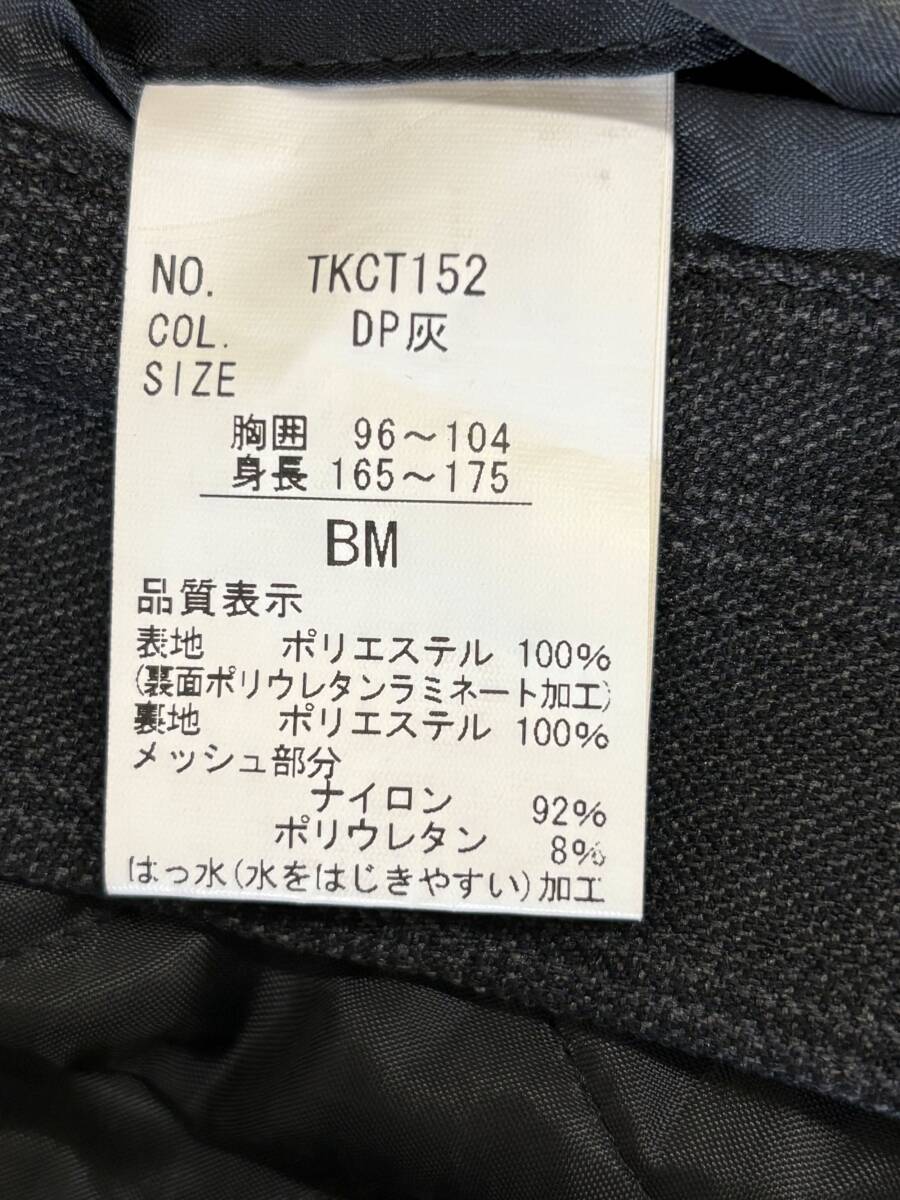 NO. TKCT152
COL. DP灰
SIZE
胸囲 96～104
身長 165～175
BM
品質表示
表地 ポリエステル 100%
(裏面ポリウレタンラミネート加工)
裏地 ポリエステル 100%
メッシュ部分
ナイロン 92%
ポリウレタン 8%
はっ水(水をはじきやすい)加工